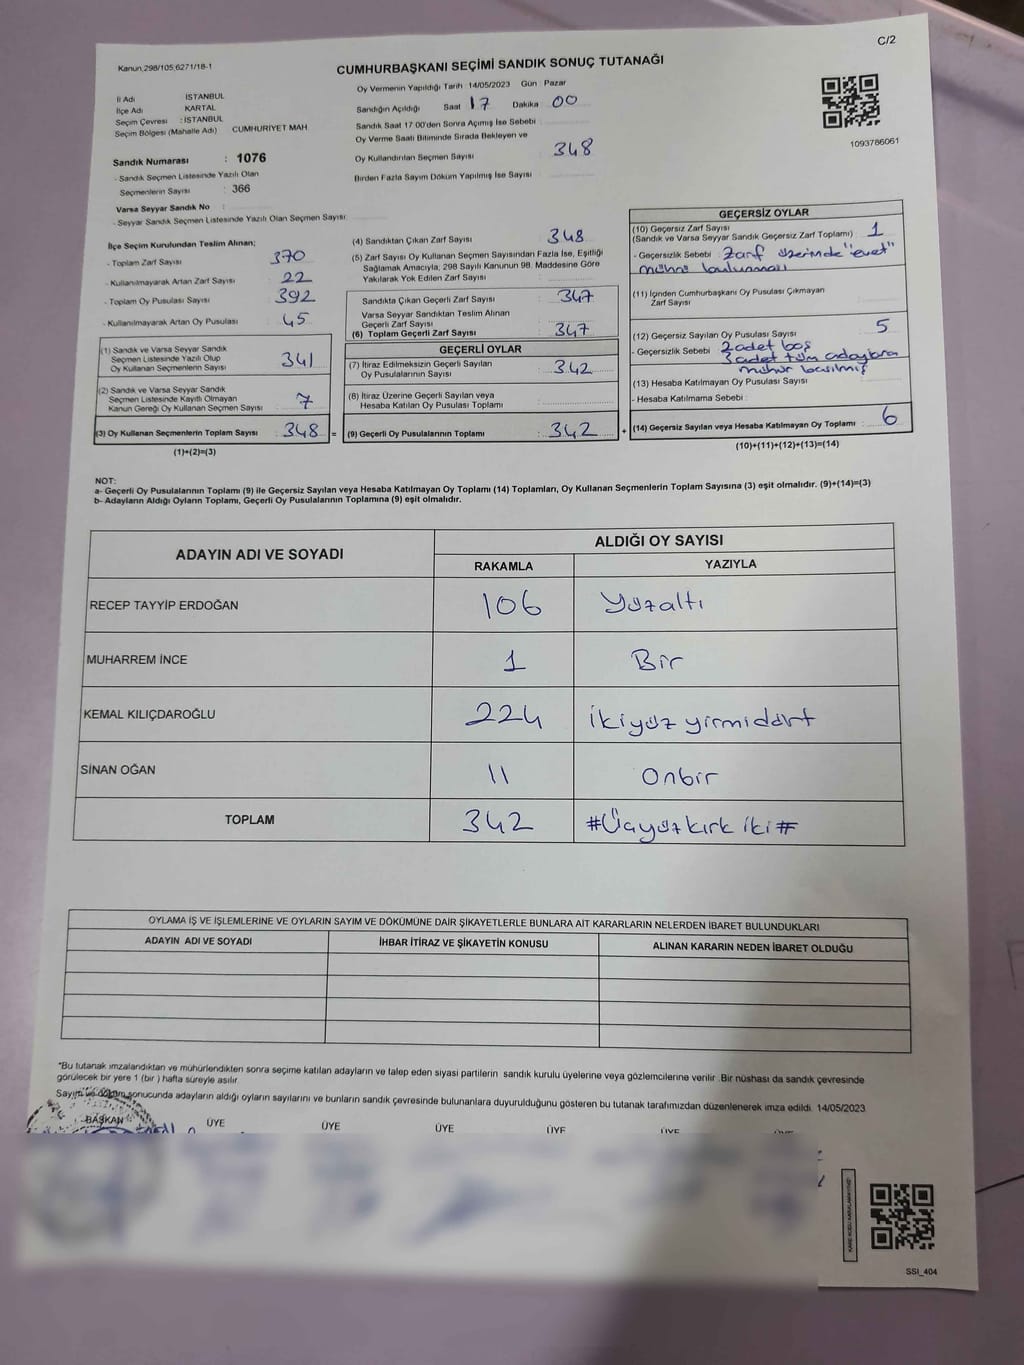 C/2
Kanun 298/105,6271/18-1
CUMHURBAŞKANI SEÇİMİ SANDIK SONUÇ TUTANAĞI
İl Adı İSTANBUL
İlçe Adı KARTAL
Seçim Çevresi : İSTANBUL
Seçim Bölgesi (Mahalle Adı) CUMHURIYET MAH
Sandık Numarası : 1076
- Sandık Seçmen Listesinde Yazılı Olan
Seçmenlerin Sayısı : 366
Varsa Seyyar Sandık No :
- Seyyar Sandık Seçmen Listesinde Yazılı Olan Seçmen Sayısı:
Oy Vermenin Yapıldığı Tarih : 14/05/2023 Gün : Pazar
Sandığın Açıldığı Saat 17 Dakika 00
Sandık Saat 17:00'den Sonra Açımış İse Sebebi :
Oy Verme Saati Bitiminde Sırada Bekleyen ve
Oy Kullandırılan Seçmen Sayısı : 348
Birden Fazla Sayım Döküm Yapılmış İse Sayısı :
1093786061
İlçe Seçim Kurulundan Teslim Alınan;
- Toplam Zarf Sayısı : 370
- Kullanılmayarak Artan Zarf Sayısı : 22
- Toplam Oy Pusulası Sayısı : 392
- Kullanılmayarak Artan Oy Pusulası : 45
(1) Sandık ve Varsa Seyyar Sandık
Seçmen Listesinde Yazılı Olup
Oy Kullanan Seçmenlerin Sayısı : 341
(2) Sandık ve Varsa Seyyar Sandık
Seçmen Listesinde Kayıtlı Olmayan
Kanun Gereği Oy Kullanan Seçmen Sayısı : 7
(3) Oy Kullanan Seçmenlerin Toplam Sayısı : 348 =
(1)+(2)=(3)
(4) Sandıktan Çıkan Zarf Sayısı : 348
(5) Zarf Sayısı Oy Kullanan Seçmen Sayısından Fazla İse, Eşitliği
Sağlamak Amacıyla; 298 Sayılı Kanunun 98. Maddesine Göre
Yakılarak Yok Edilen Zarf Sayısı :
Sandıkta Çıkan Geçerli Zarf Sayısı : 347
Varsa Seyyar Sandıktan Teslim Alınan
Geçerli Zarf Sayısı :
(6) Toplam Geçerli Zarf Sayısı : 347
GEÇERLİ OYLAR
(7) İtiraz Edilmeksizin Geçerli Sayılan
Oy Pusulalarının Sayısı : 342
(8) İtiraz Üzerine Geçerli Sayılan veya
Hesaba Katılan Oy Pusulası Toplamı :
(9) Geçerli Oy Pusulalarının Toplamı : 342 +
GEÇERSİZ OYLAR
(10) Geçersiz Zarf Sayısı : 1
(Sandık ve Varsa Seyyar Sandık Geçersiz Zarf Toplamı)
- Geçersizlik Sebebi : Zarf üzerinde "evet"
mührü bulunması
(11) İçinden Cumhurbaşkanı Oy Pusulası Çıkmayan
Zarf Sayısı :
(12) Geçersiz Sayılan Oy Pusulası Sayısı : 5
- Geçersizlik Sebebi : 2 adet boş
3 adet tüm adaylara
mühür basılmış
(13) Hesaba Katılmayan Oy Pusulası Sayısı :
- Hesaba Katılmama Sebebi :
(14) Geçersiz Sayılan veya Hesaba Katılmayan Oy Toplamı : 6
(10)+(11)+(12)+(13)=(14)
NOT:
a- Geçerli Oy Pusulalarının Toplamı (9) ile Geçersiz Sayılan veya Hesaba Katılmayan Oy Toplamı (14) Toplamları, Oy Kullanan Seçmenlerin Toplam Sayısına (3) eşit olmalıdır. (9)+(14)=(3)
b- Adayların Aldığı Oyların Toplamı, Geçerli Oy Pusulalarının Toplamına (9) eşit olmalıdır.
ADAYIN ADI VE SOYADI ALDIĞI OY SAYISI
RAKAMLA YAZIYLA
RECEP TAYYİP ERDOĞAN 106 Yüzaltı
MUHARREM İNCE 1 Bir
KEMAL KILIÇDAROĞLU 224 İkiyüz yirmidört
SİNAN OĞAN 11 Onbir
TOPLAM 342 #Üçyüzkırk iki#
OYLAMA İŞ VE İŞLEMLERİNE VE OYLARIN SAYIM VE DÖKÜMÜNE DAİR ŞİKAYETLERLE BUNLARA AİT KARARLARIN NELERDEN İBARET BULUNDUKLARI
ADAYIN ADI VE SOYADI İHBAR İTİRAZ VE ŞİKAYETİN KONUSU ALINAN KARARIN NEDEN İBARET OLDUĞU
"Bu tutanak imzalandıktan ve mühürlendikten sonra seçime katılan adayların ve talep eden siyasi partilerin sandık kurulu üyelerine veya gözlemcilerine verilir .Bir nüshası da sandık çevresinde
görülecek bir yere 1 (bir ) hafta süreyle asılır.
Sayım ve döküm sonucunda adayların aldığı oyların sayılarını ve bunların sandık çevresinde bulunanlara duyurulduğunu gösteren bu tutanak tarafımızdan düzenlenerek imza edildi. 14/05/2023
BAŞKAN ÜYE ÜYE ÜYE ÜYE ÜYE
SSI_404